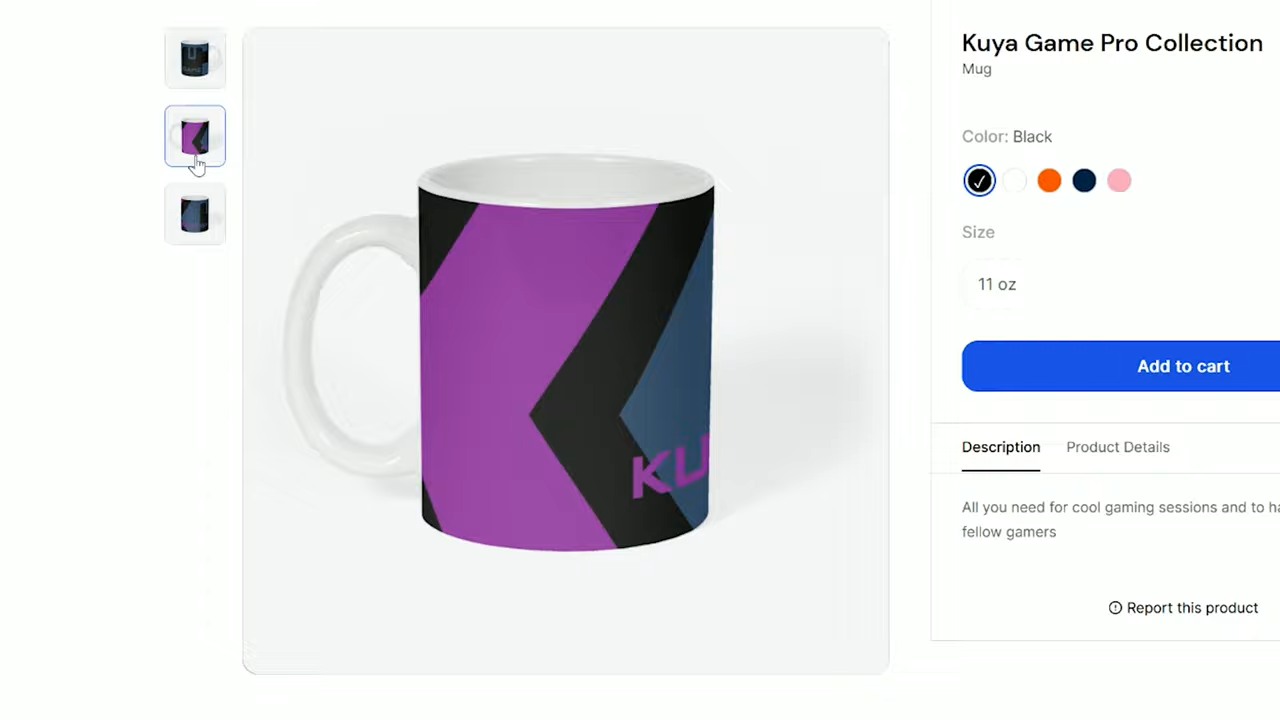 Kuya Game Pro Collection
Mug
Color: Black
Size
11 oz
Add to cart
Description
Product Details
All you need for cool gaming sessions and to
fellow gamers
Report this product
KU